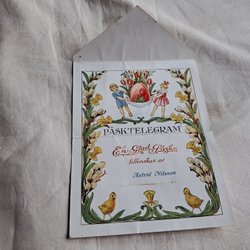 PÅSKTELEGRAM
En Glad Påsk
tillönskas av
Astrid Nilsson